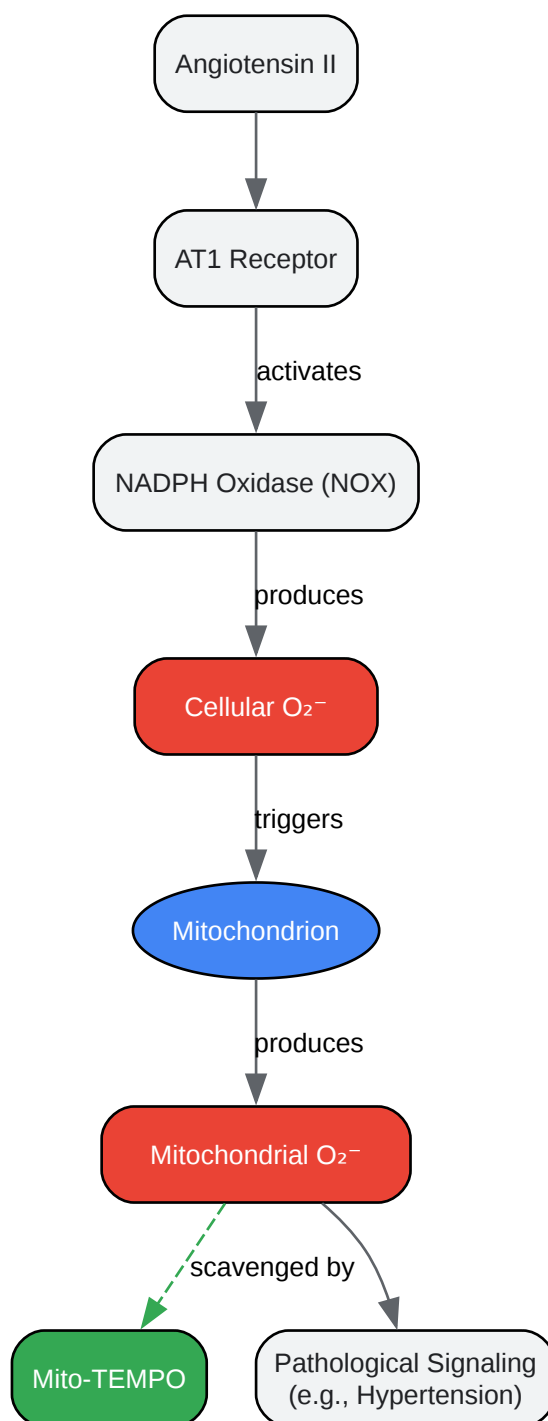 Angiotensin II
AT1 Receptor
activates
NADPH Oxidase (NOX)
produces
Cellular O₂⁻
triggers
Mitochondrion
produces
Mitochondrial O₂⁻
scavenged by
Mito-TEMPO
Pathological Signaling
(e.g., Hypertension)